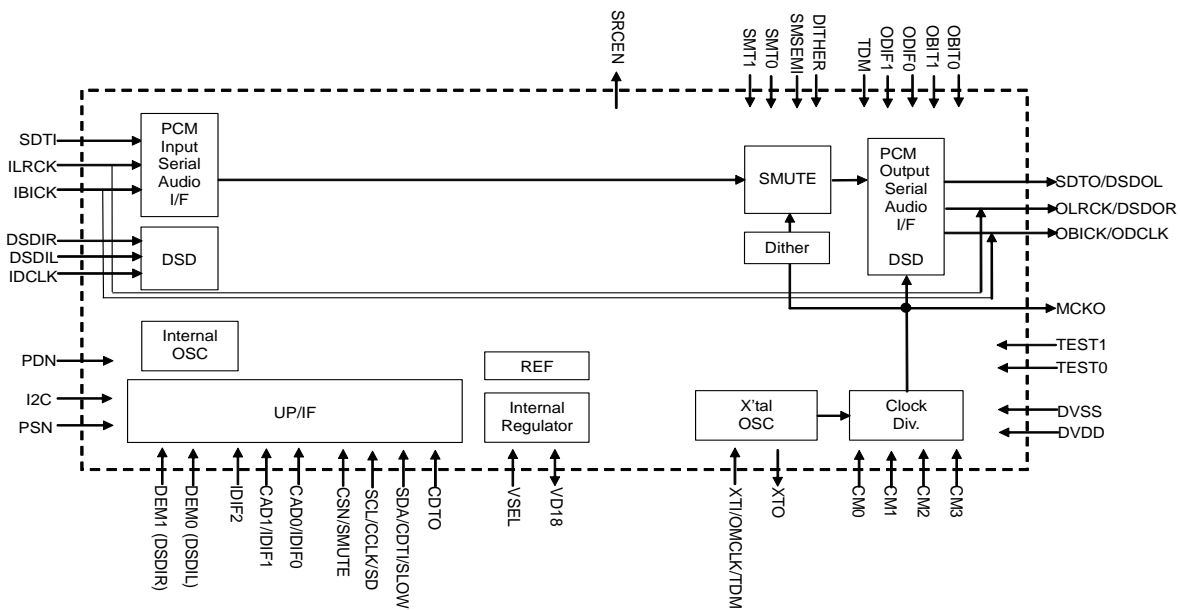 SRCEN
SMT1
SMT0
SMSEMI
DITHER
TDM
ODIF1
ODIF0
OBIT1
OBIT0
SDTI
ILRCK
IBICK
DSDIR
DSDIL
IDCLK
PDN
I2C
PSN
PCM
Input
Serial
Audio
I/F
DSD
SMUTE
Dither
PCM
Output
Serial
Audio
I/F
DSD
SDTO/DSDOL
OLRCK/DSDOR
OBICK/ODCLK
MCKO
TEST1
TEST0
DVSS
DVDD
Internal
OSC
UP/IF
REF
Internal
Regulator
X'tal
OSC
Clock
Div.
DEM1 (DSDIR)
DEM0 (DSDIL)
IDIF2
CAD1/IDIF1
CAD0/IDIF0
CSN/SMUTE
SCL/CCLK/SD
SDA/CDTI/SLOW
CDTO
VSEL
VD18
XTI/OMCLK/TDM
XTO
CM0
CM1
CM2
CM3